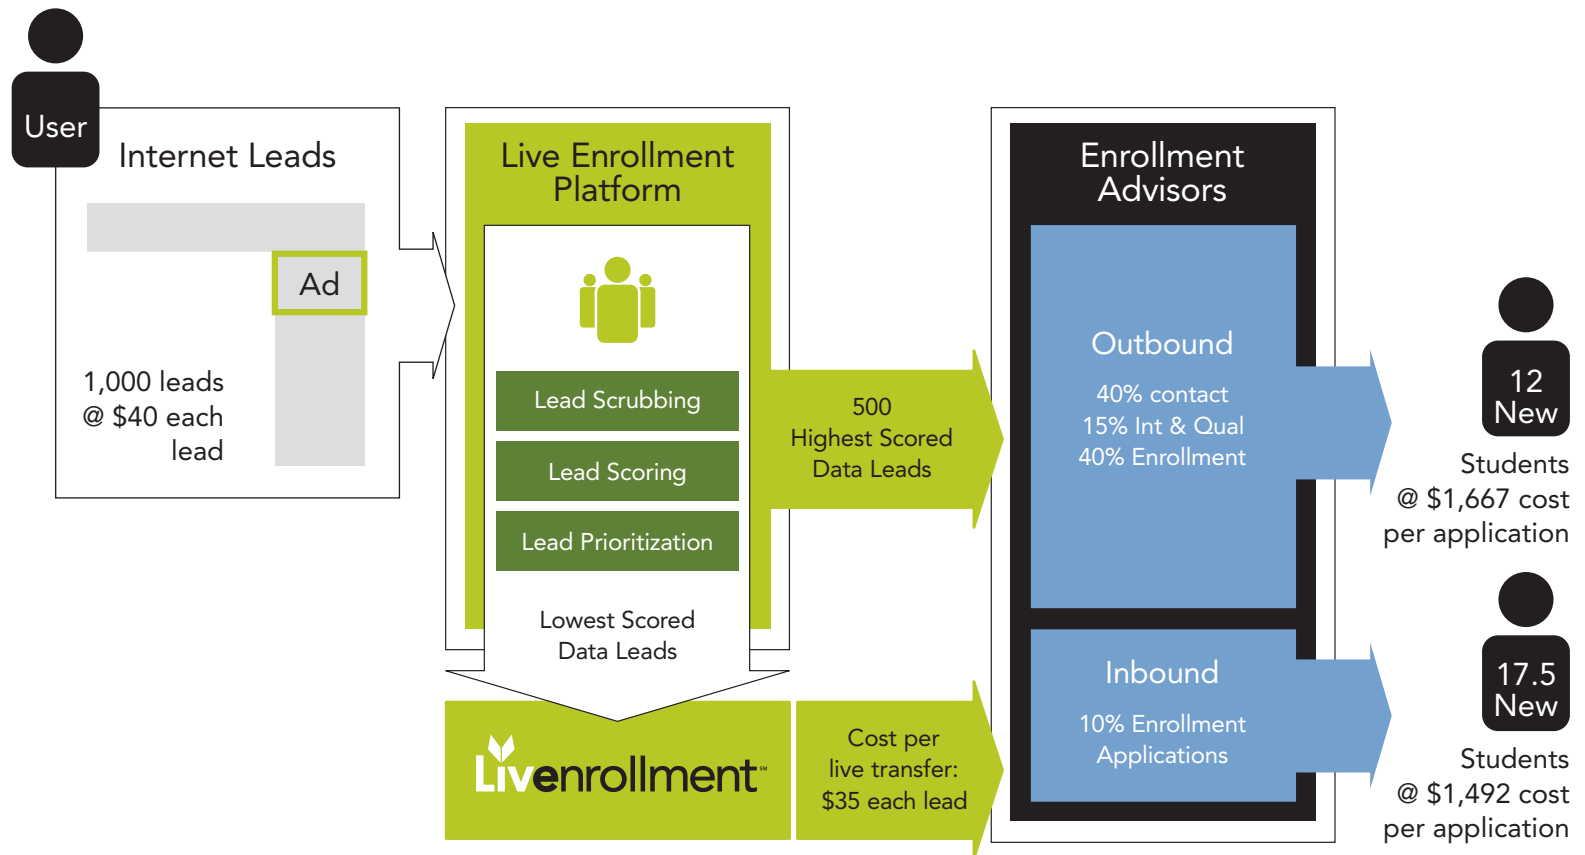 User
Internet Leads
Ad
1,000 leads
@ $40 each
lead
Live Enrollment
Platform
Lead Scrubbing
Lead Scoring
Lead Prioritization
Lowest Scored
Data Leads
500
Highest Scored
Data Leads
Livenrollment℠
Cost per
live transfer:
$35 each lead
Enrollment
Advisors
Outbound
40% contact
15% Int & Qual
40% Enrollment
Inbound
10% Enrollment
Applications
12
New
Students
@ $1,667 cost
per application
17.5
New
Students
@ $1,492 cost
per application